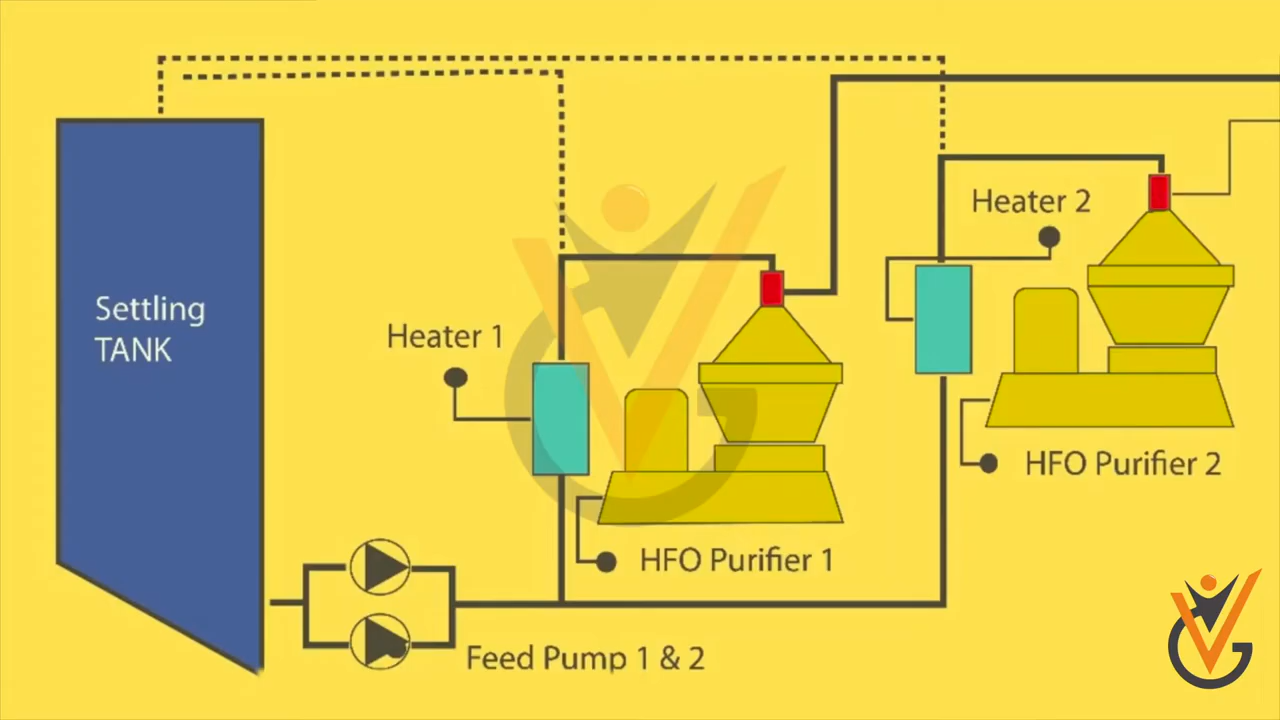 Settling
TANK
Heater 1
Heater 2
HFO Purifier 1
HFO Purifier 2
Feed Pump 1 & 2